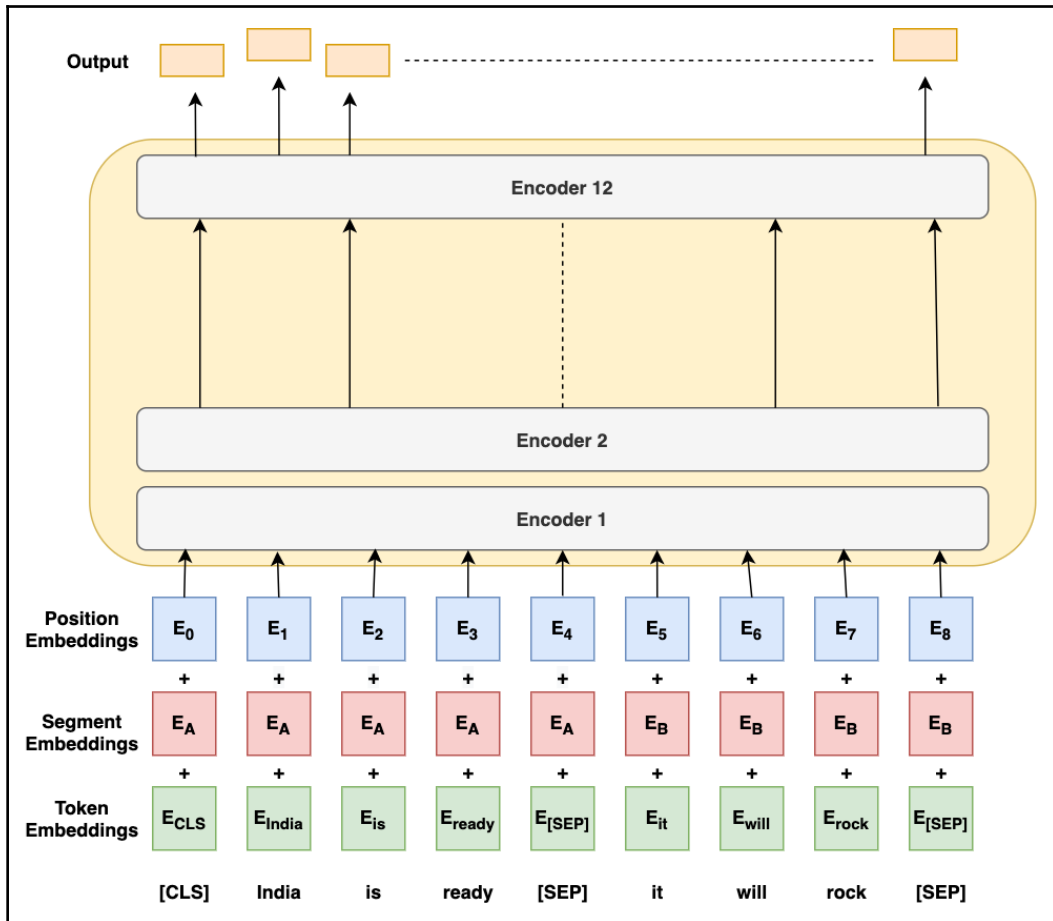 Output
Encoder 12
Encoder 2
Encoder 1
Position
Embeddings
E0 E1 E2 E3 E4 E5 E6 E7 E8
+ + + + + + + + +
Segment
Embeddings
EA EA EA EA EA EB EB EB EB
+ + + + + + + + +
Token
Embeddings
ECLS EIndia Eis Eready E[SEP] Eit Ewill Erock E[SEP]
[CLS] India is ready [SEP] it will rock [SEP]